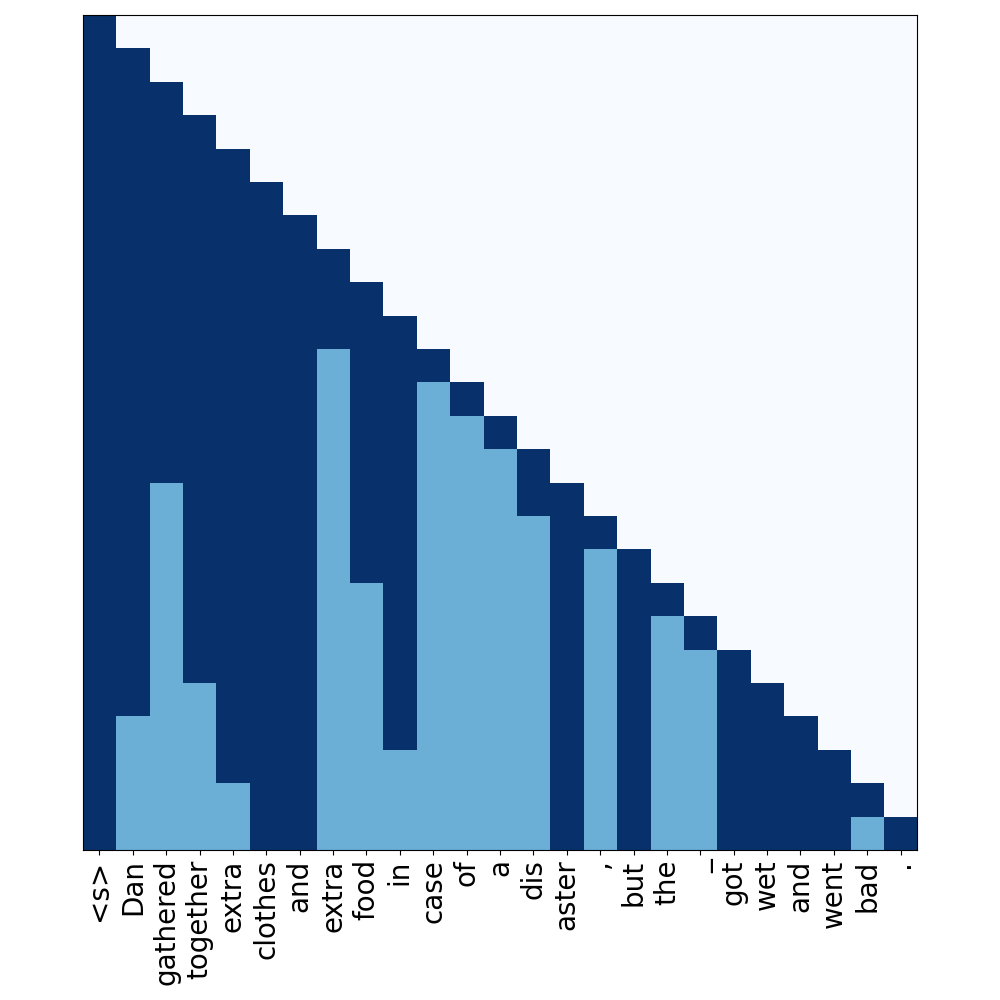 <s>
Dan
gathered
together
extra
clothes
and
extra
food
in
case
of
a
dis
aster
,
but
the
_
got
wet
and
went
bad
.